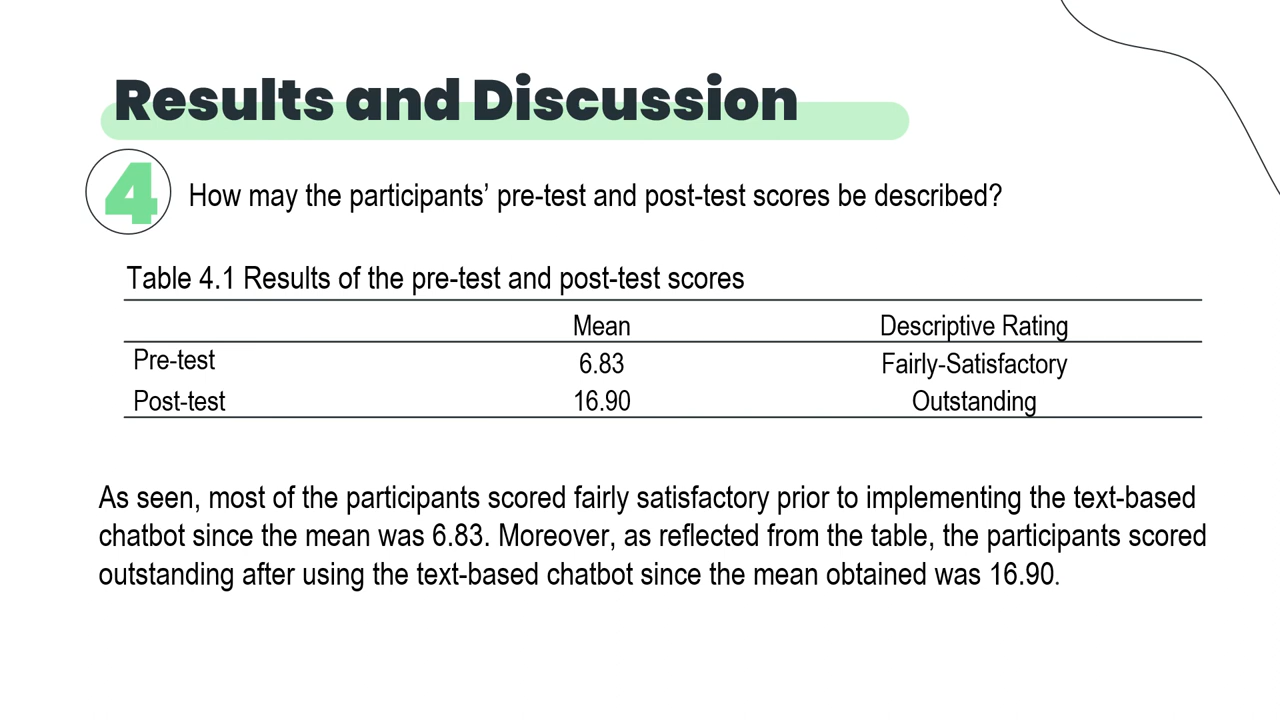 Results and Discussion
4 How may the participants’ pre-test and post-test scores be described?
Table 4.1 Results of the pre-test and post-test scores
Mean Descriptive Rating
Pre-test 6.83 Fairly-Satisfactory
Post-test 16.90 Outstanding
As seen, most of the participants scored fairly satisfactory prior to implementing the text-based
chatbot since the mean was 6.83. Moreover, as reflected from the table, the participants scored
outstanding after using the text-based chatbot since the mean obtained was 16.90.